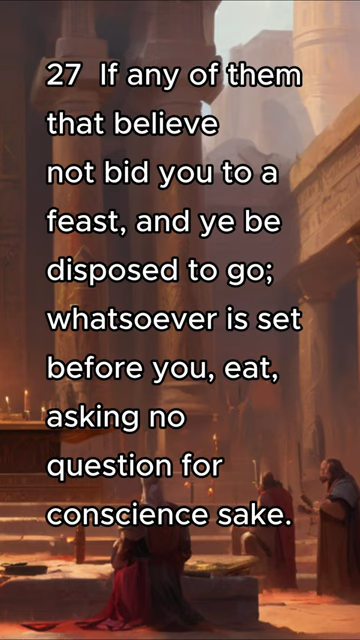 27  If any of them
that believe
not bid you to a
feast, and ye be
disposed to go;
whatsoever is set
before you, eat,
asking no
question for
conscience sake.